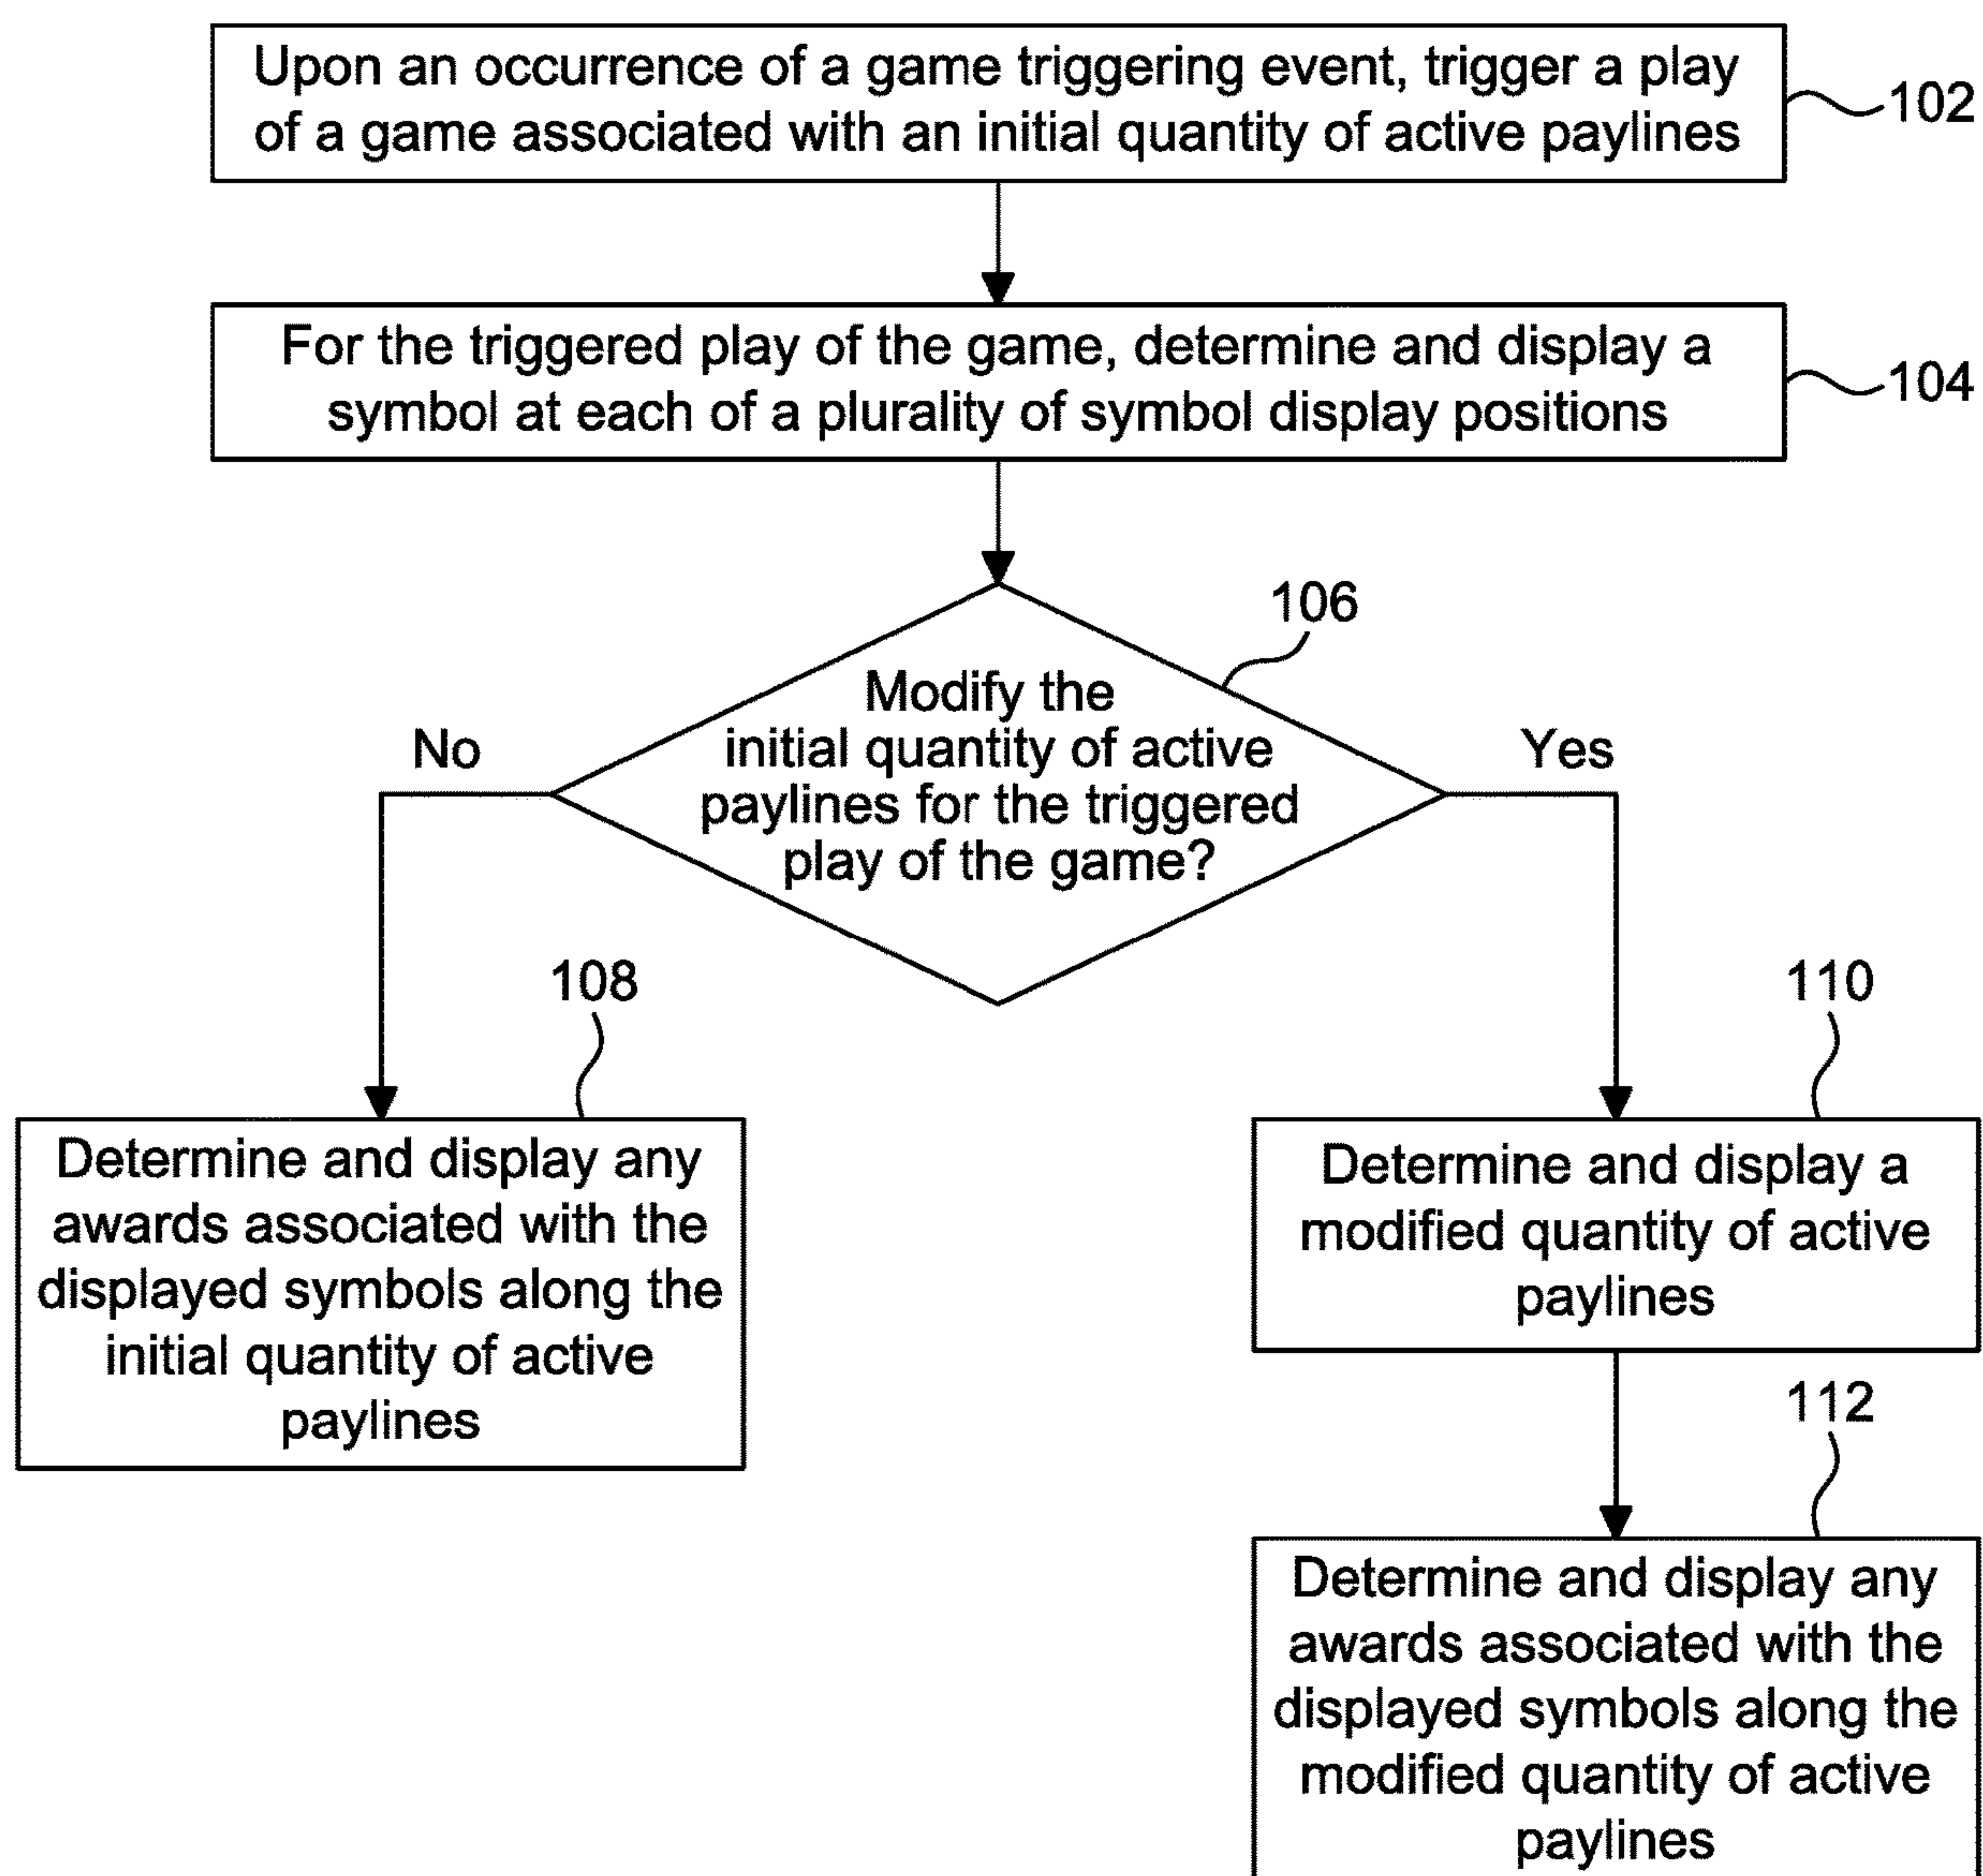 Upon an occurrence of a game triggering event, trigger a play
of a game associated with an initial quantity of active paylines
102
For the triggered play of the game, determine and display a
symbol at each of a plurality of symbol display positions
104
106
Modify the
initial quantity of active
paylines for the triggered
play of the game?
No
Yes
108
Determine and display any
awards associated with the
displayed symbols along the
initial quantity of active
paylines
110
Determine and display a
modified quantity of active
paylines
112
Determine and display any
awards associated with the
displayed symbols along the
modified quantity of active
paylines